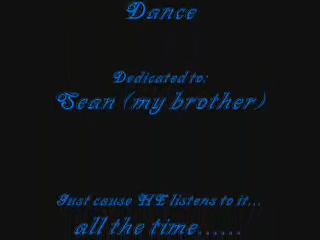 Dance
Dedicated to:
Sean (my brother)
Just cause HE listens to it...
all the time......